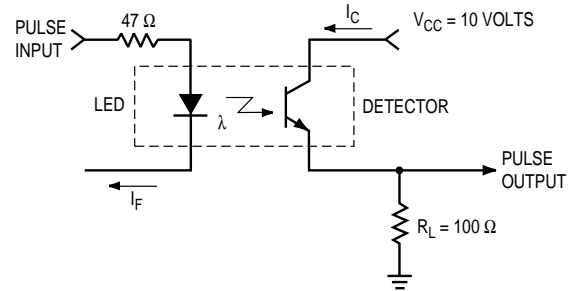 PULSE
INPUT
47 Ω
I_C
V_CC = 10 VOLTS
LED
λ
DETECTOR
I_F
PULSE
OUTPUT
R_L = 100 Ω